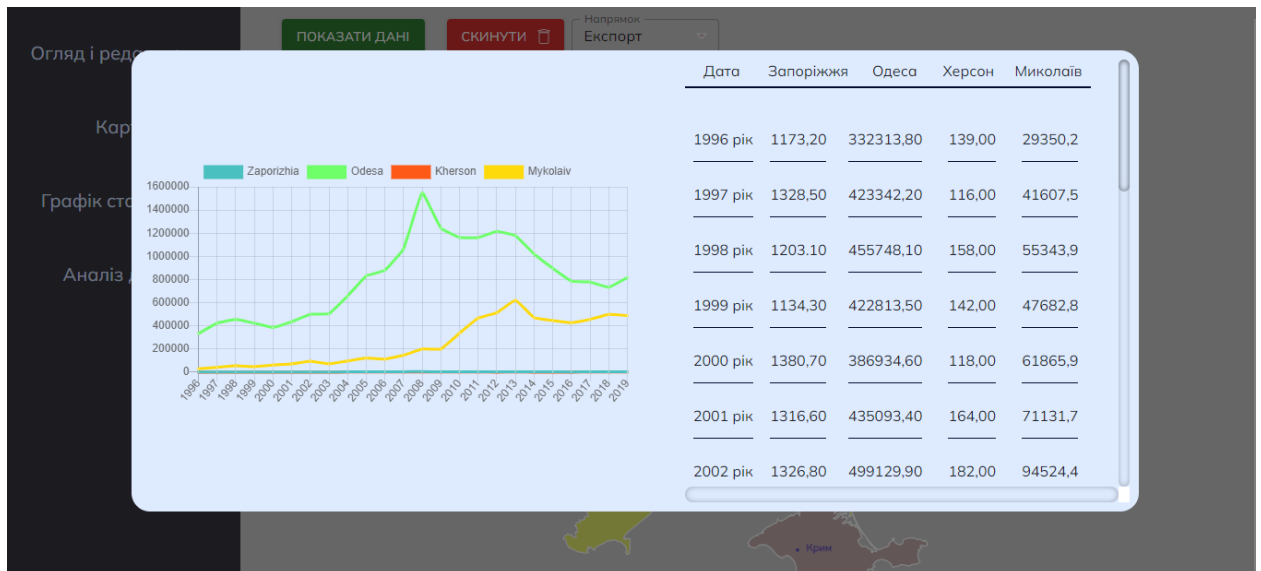 Напрямок
ПОКАЗАТИ ДАНІ СКИНУТИ Експорт
Огляд і
Графік
Аналіз
Zaporizhia Odesa Kherson Mykolaiv
1600000
1400000
1200000
1000000
800000
600000
400000
200000
0
1996 1997 1998 1999 2000 2001 2002 2003 2004 2005 2006 2007 2008 2009 2010 2011 2012 2013 2014 2015 2016 2017 2018 2019
Дата Запоріжжя Одеса Херсон Миколаїв
1996 рік 1173,20 332313,80 139,00 29350,2
1997 рік 1328,50 423342,20 116,00 41607,5
1998 рік 1203.10 455748,10 158,00 55343,9
1999 рік 1134,30 422813,50 142,00 47682,8
2000 рік 1380,70 386934,60 118,00 61865,9
2001 рік 1316,60 435093,40 164,00 71131,7
2002 рік 1326,80 499129,90 182,00 94524,4
Крим